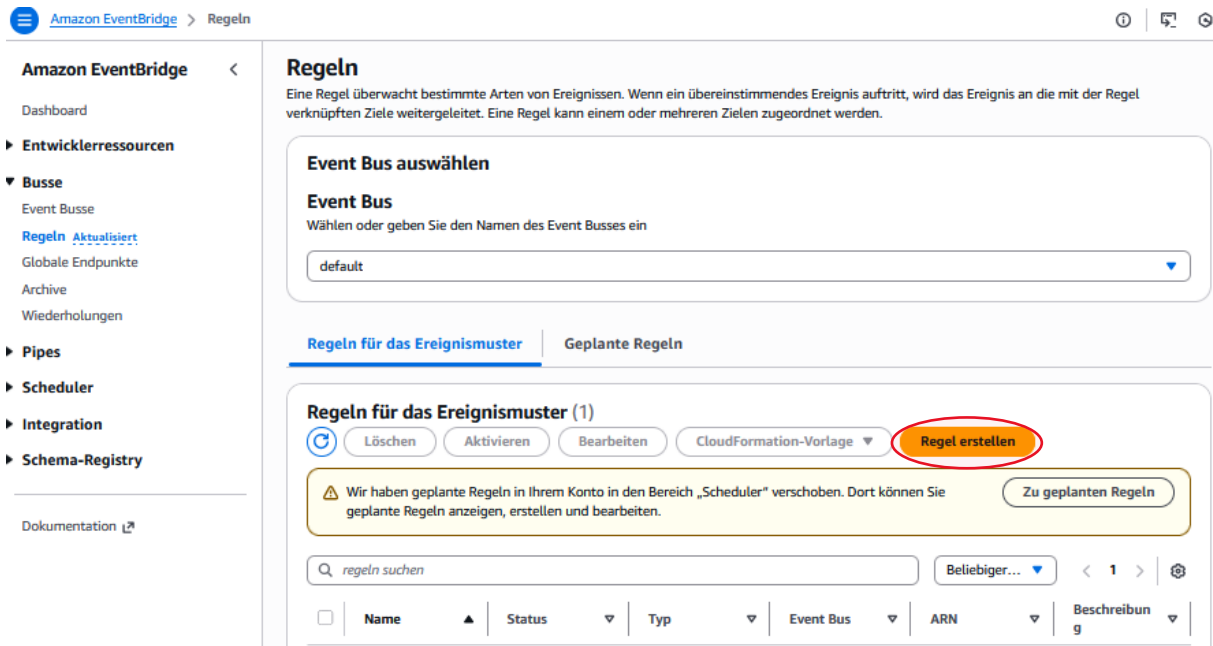 Amazon EventBridge > Regeln
Amazon EventBridge
Dashboard
Entwicklerressourcen
Busse
Event Busse
Regeln Aktualisiert
Globale Endpunkte
Archive
Wiederholungen
Pipes
Scheduler
Integration
Schema-Registry
Dokumentation
Regeln
Eine Regel überwacht bestimmte Arten von Ereignissen. Wenn ein übereinstimmendes Ereignis auftritt, wird das Ereignis an die mit der Regel
verknüpften Ziele weitergeleitet. Eine Regel kann einem oder mehreren Zielen zugeordnet werden.
Event Bus auswählen
Event Bus
Wählen oder geben Sie den Namen des Event Busses ein
default
Regeln für das Ereignismuster
Geplante Regeln
Regeln für das Ereignismuster (1)
Löschen Aktivieren Bearbeiten CloudFormation-Vorlage Regel erstellen
Wir haben geplante Regeln in Ihrem Konto in den Bereich „Scheduler“ verschoben. Dort können Sie
geplante Regeln anzeigen, erstellen und bearbeiten.
Zu geplanten Regeln
regeln suchen
Beliebiger... 1
Name Status Typ Event Bus ARN Beschreibun
g